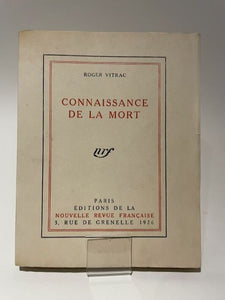 ROGER VITRAC
CONNAISSANCE
DE LA MORT
nrf
PARIS
EDITIONS DE LA
NOUVELLE REVUE FRANÇAISE
3, RUE DE GRENELLE 1926